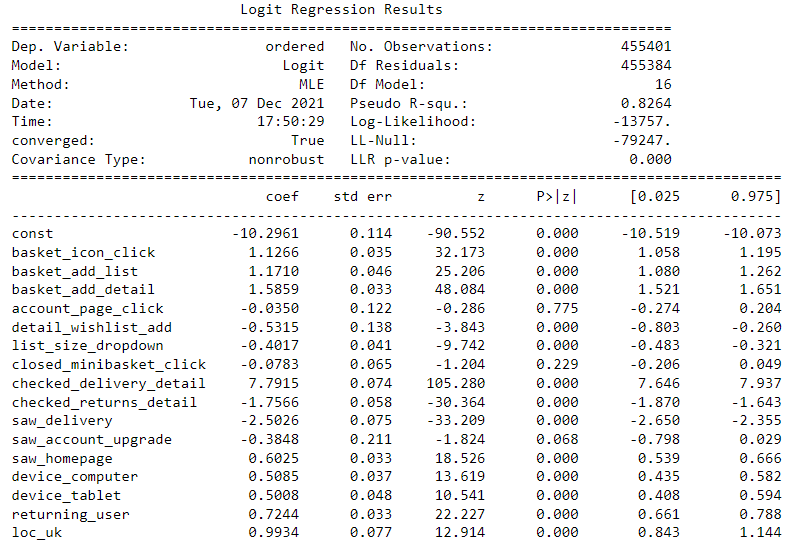 Logit Regression Results
==============================================================================
Dep. Variable: ordered No. Observations: 455401
Model: Logit Df Residuals: 455384
Method: MLE Df Model: 16
Date: Tue, 07 Dec 2021 Pseudo R-squ.: 0.8264
Time: 17:50:29 Log-Likelihood: -13757.
converged: True LL-Null: -79247.
Covariance Type: nonrobust LLR p-value: 0.000
===========================================================================================
coef std err z P>|z| [0.025 0.975]
-------------------------------------------------------------------------------------------
const -10.2961 0.114 -90.552 0.000 -10.519 -10.073
basket_icon_click 1.1266 0.035 32.173 0.000 1.058 1.195
basket_add_list 1.1710 0.046 25.206 0.000 1.080 1.262
basket_add_detail 1.5859 0.033 48.084 0.000 1.521 1.651
account_page_click -0.0350 0.122 -0.286 0.775 -0.274 0.204
detail_wishlist_add -0.5315 0.138 -3.843 0.000 -0.803 -0.260
list_size_dropdown -0.4017 0.041 -9.742 0.000 -0.483 -0.321
closed_minibasket_click -0.0783 0.065 -1.204 0.229 -0.206 0.049
checked_delivery_detail 7.7915 0.074 105.280 0.000 7.646 7.937
checked_returns_detail -1.7566 0.058 -30.364 0.000 -1.870 -1.643
saw_delivery -2.5026 0.075 -33.209 0.000 -2.650 -2.355
saw_account_upgrade -0.3848 0.211 -1.824 0.068 -0.798 0.029
saw_homepage 0.6025 0.033 18.526 0.000 0.539 0.666
device_computer 0.5085 0.037 13.619 0.000 0.435 0.582
device_tablet 0.5008 0.048 10.541 0.000 0.408 0.594
returning_user 0.7244 0.033 22.227 0.000 0.661 0.788
loc_uk 0.9934 0.077 12.914 0.000 0.843 1.144